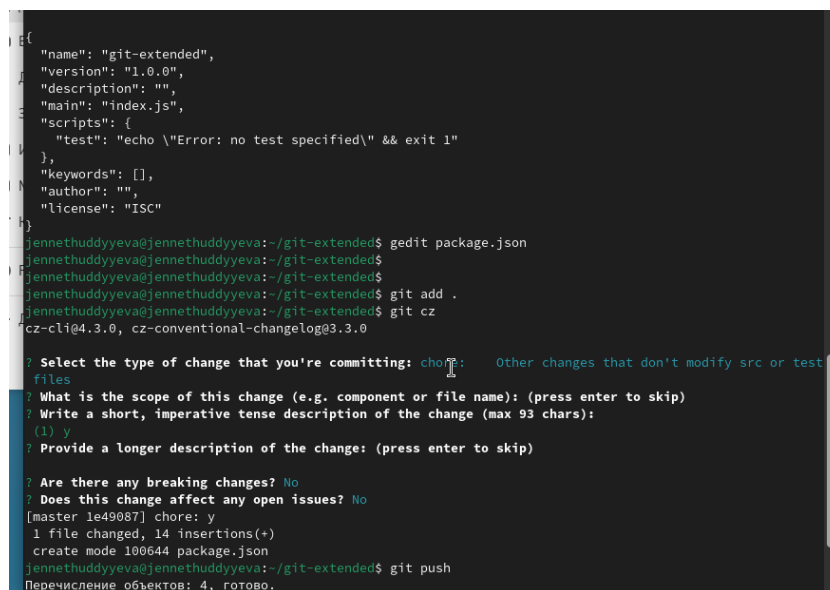 {
"name": "git-extended",
"version": "1.0.0",
"description": "",
"main": "index.js",
"scripts": {
"test": "echo \"Error: no test specified\" && exit 1"
},
"keywords": [],
"author": "",
"license": "ISC"
}
jennethuddyyeva@jennethuddyyeva:~/git-extended$ gedit package.json
jennethuddyyeva@jennethuddyyeva:~/git-extended$
jennethuddyyeva@jennethuddyyeva:~/git-extended$
jennethuddyyeva@jennethuddyyeva:~/git-extended$ git add .
jennethuddyyeva@jennethuddyyeva:~/git-extended$ git cz
cz-cli@4.3.0, cz-conventional-changelog@3.3.0
? Select the type of change that you're committing: chore: Other changes that don't modify src or test
files
? What is the scope of this change (e.g. component or file name): (press enter to skip)
? Write a short, imperative tense description of the change (max 93 chars):
(1) y
? Provide a longer description of the change: (press enter to skip)
? Are there any breaking changes? No
? Does this change affect any open issues? No
[master 1e49087] chore: y
1 file changed, 14 insertions(+)
create mode 100644 package.json
jennethuddyyeva@jennethuddyyeva:~/git-extended$ git push
Перечисление объектов: 4, готово.